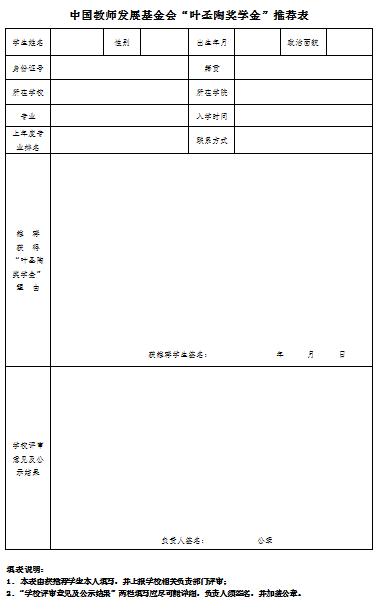 中国教师发展基金会“叶圣陶奖学金”推荐表
学生姓名 性别 出生年月 政治面貌
身份证号 籍贯
所在学校 所在学院
专业 入学时间
上年度专
业排名
联系方式
推 荐
获 得
“叶圣陶
奖学金”
理 由
被推荐学生签名： 年 月 日
学校评审
意见及公
示结果
负责人签名： 公章
填表说明：
1．本表由获推荐学生本人填写，并上报学校相关负责部门评审；
2．“学校评审意见及公示结果”两栏填写应尽可能详细，负责人须签名，并加盖公章。